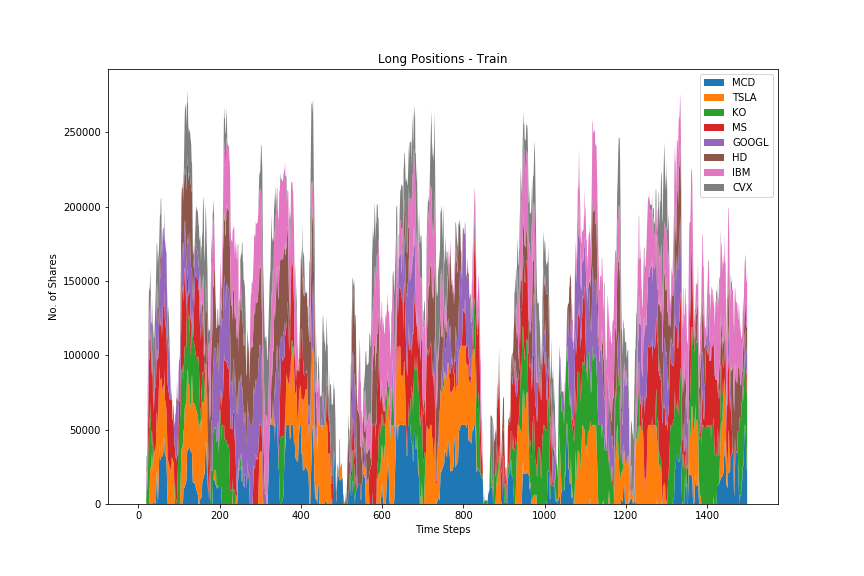 Long Positions - Train
MCD
TSLA
KO
MS
GOOGL
HD
IBM
CVX
250000
200000
150000
100000
50000
0
No. of Shares
0 200 400 600 800 1000 1200 1400
Time Steps